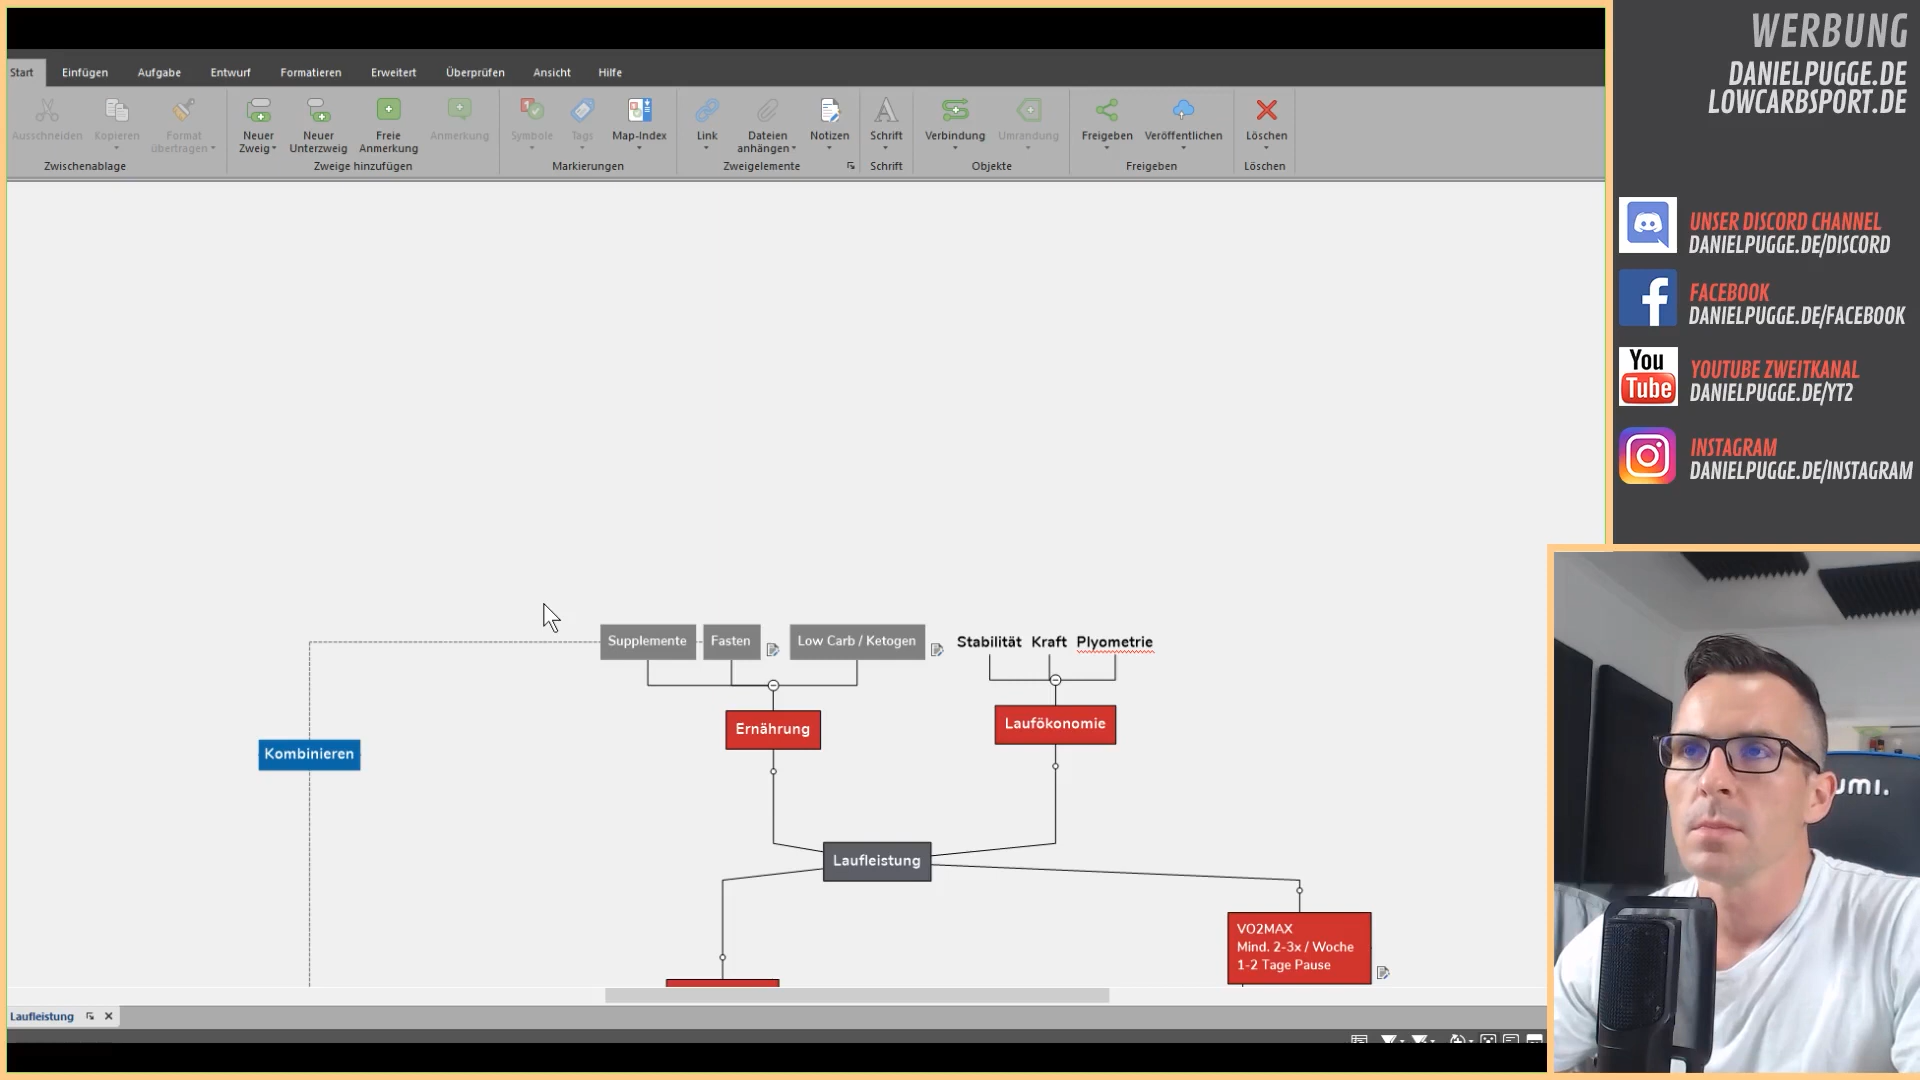 Start Einfügen Aufgabe Entwurf Formatieren Erweitert Überprüfen Ansicht Hilfe
Ausschneiden
Kopieren
Format
übertragen
Zwischenablage
Neuer
Zweig
Neuer
Unterzweig
Freie
Anmerkung
Anmerkung
Zweige hinzufügen
Symbole
Tags
Map-Index
Markierungen
Link
Dateien
anhängen
Notizen
Zweigelemente
Schrift
Schrift
Verbindung
Umrandung
Objekte
Freigeben
Veröffentlichen
Freigeben
Löschen
Löschen
Supplemente
Fasten
Low Carb / Ketogen
Stabilität Kraft Plyometrie
Ernährung
Laufökonomie
Kombinieren
Laufleistung
VO2MAX
Mind. 2-3x / Woche
1-2 Tage Pause
Laufleistung
WERBUNG
DANIELPUGGE.DE
LOWCARBSPORT.DE
UNSER DISCORD CHANNEL
DANIELPUGGE.DE/DISCORD
FACEBOOK
DANIELPUGGE.DE/FACEBOOK
You
Tube
YOUTUBE ZWEITKANAL
DANIELPUGGE.DE/YT2
INSTAGRAM
DANIELPUGGE.DE/INSTAGRAM